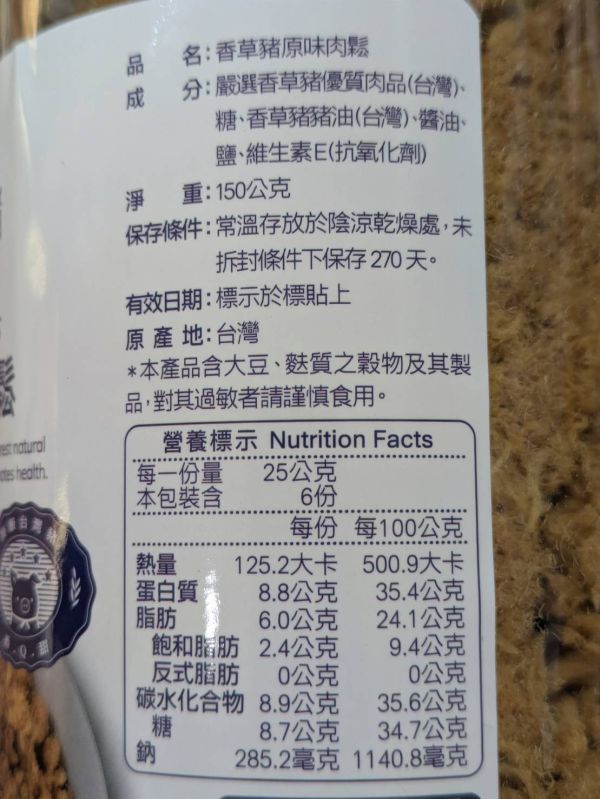 品 名：香草豬原味肉鬆
成 分：嚴選香草豬優質肉品(台灣)、
糖、香草豬豬油(台灣)、醬油、
鹽、維生素E(抗氧化劑)
淨 重：150公克
保存條件：常溫存放於陰涼乾燥處，未
拆封條件下保存270天。
有效日期：標示於標貼上
原產地：台灣
*本產品含大豆、麩質之穀物及其製
品，對其過敏者請謹慎食用。
營養標示 Nutrition Facts
每一份量 25公克
本包裝含 6份
每份 每100公克
熱量 125.2大卡 500.9大卡
蛋白質 8.8公克 35.4公克
脂肪 6.0公克 24.1公克
飽和脂肪 2.4公克 9.4公克
反式脂肪 0公克 0公克
碳水化合物 8.9公克 35.6公克
糖 8.7公克 34.7公克
鈉 285.2毫克 1140.8毫克
鬆
natural
health.